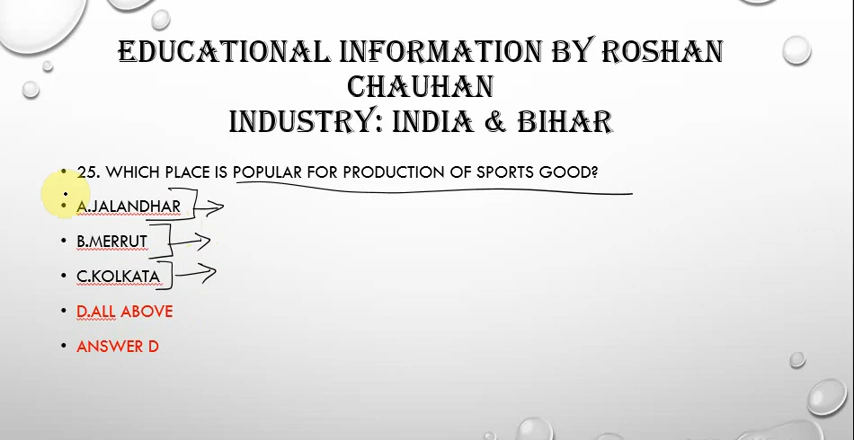 EDUCATIONAL INFORMATION BY ROSHAN
CHAUHAN
INDUSTRY: INDIA & BIHAR
• 25. WHICH PLACE IS POPULAR FOR PRODUCTION OF SPORTS GOOD?
• A.JALANDHAR
• B.MERRUT
• C.KOLKATA
• D.ALL ABOVE
• ANSWER D